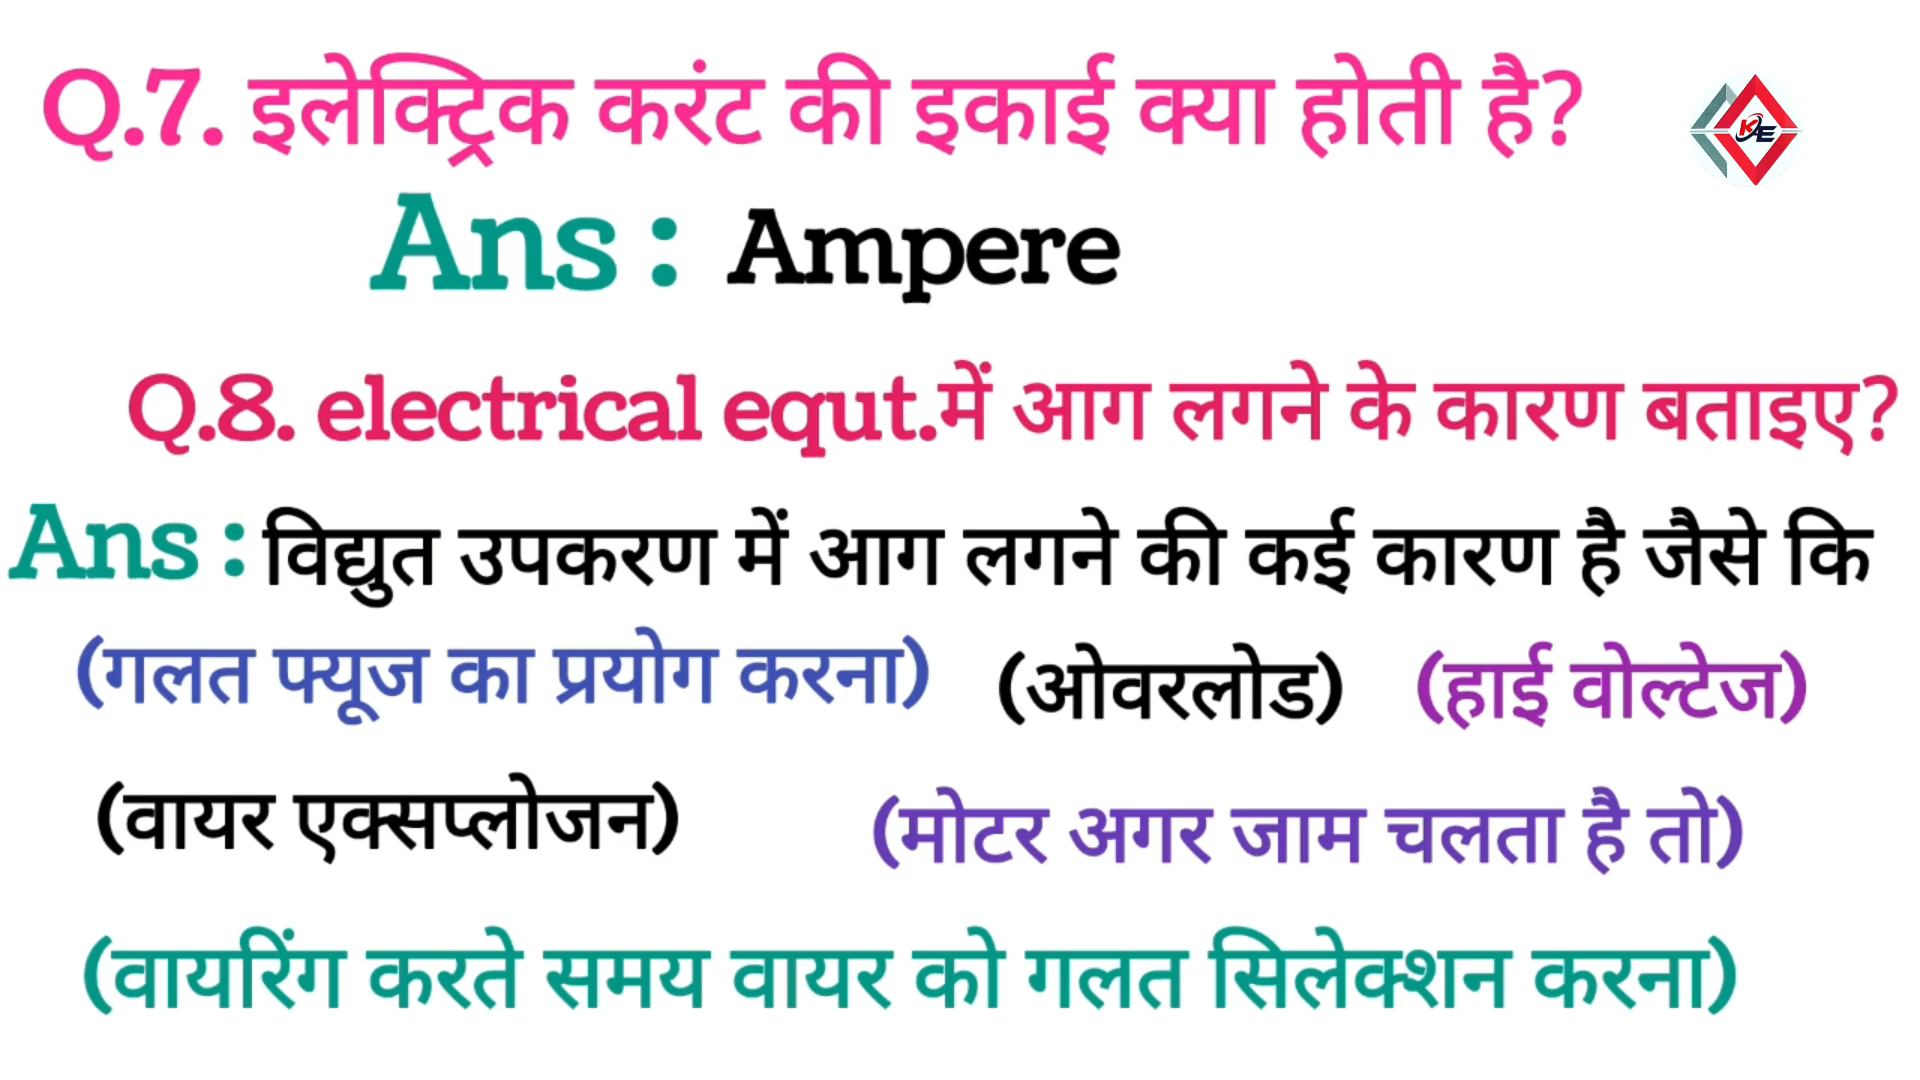 Q.7. इलेक्ट्रिक करंट की इकाई क्या होती है?
KAE
Ans : Ampere
Q.8. electrical equt.में आग लगने के कारण बताइए?
Ans : विद्युत उपकरण में आग लगने की कई कारण है जैसे कि
(गलत फ्यूज का प्रयोग करना) (ओवरलोड) (हाई वोल्टेज)
(वायर एक्सप्लोजन) (मोटर अगर जाम चलता है तो)
(वायरिंग करते समय वायर को गलत सिलेक्शन करना)